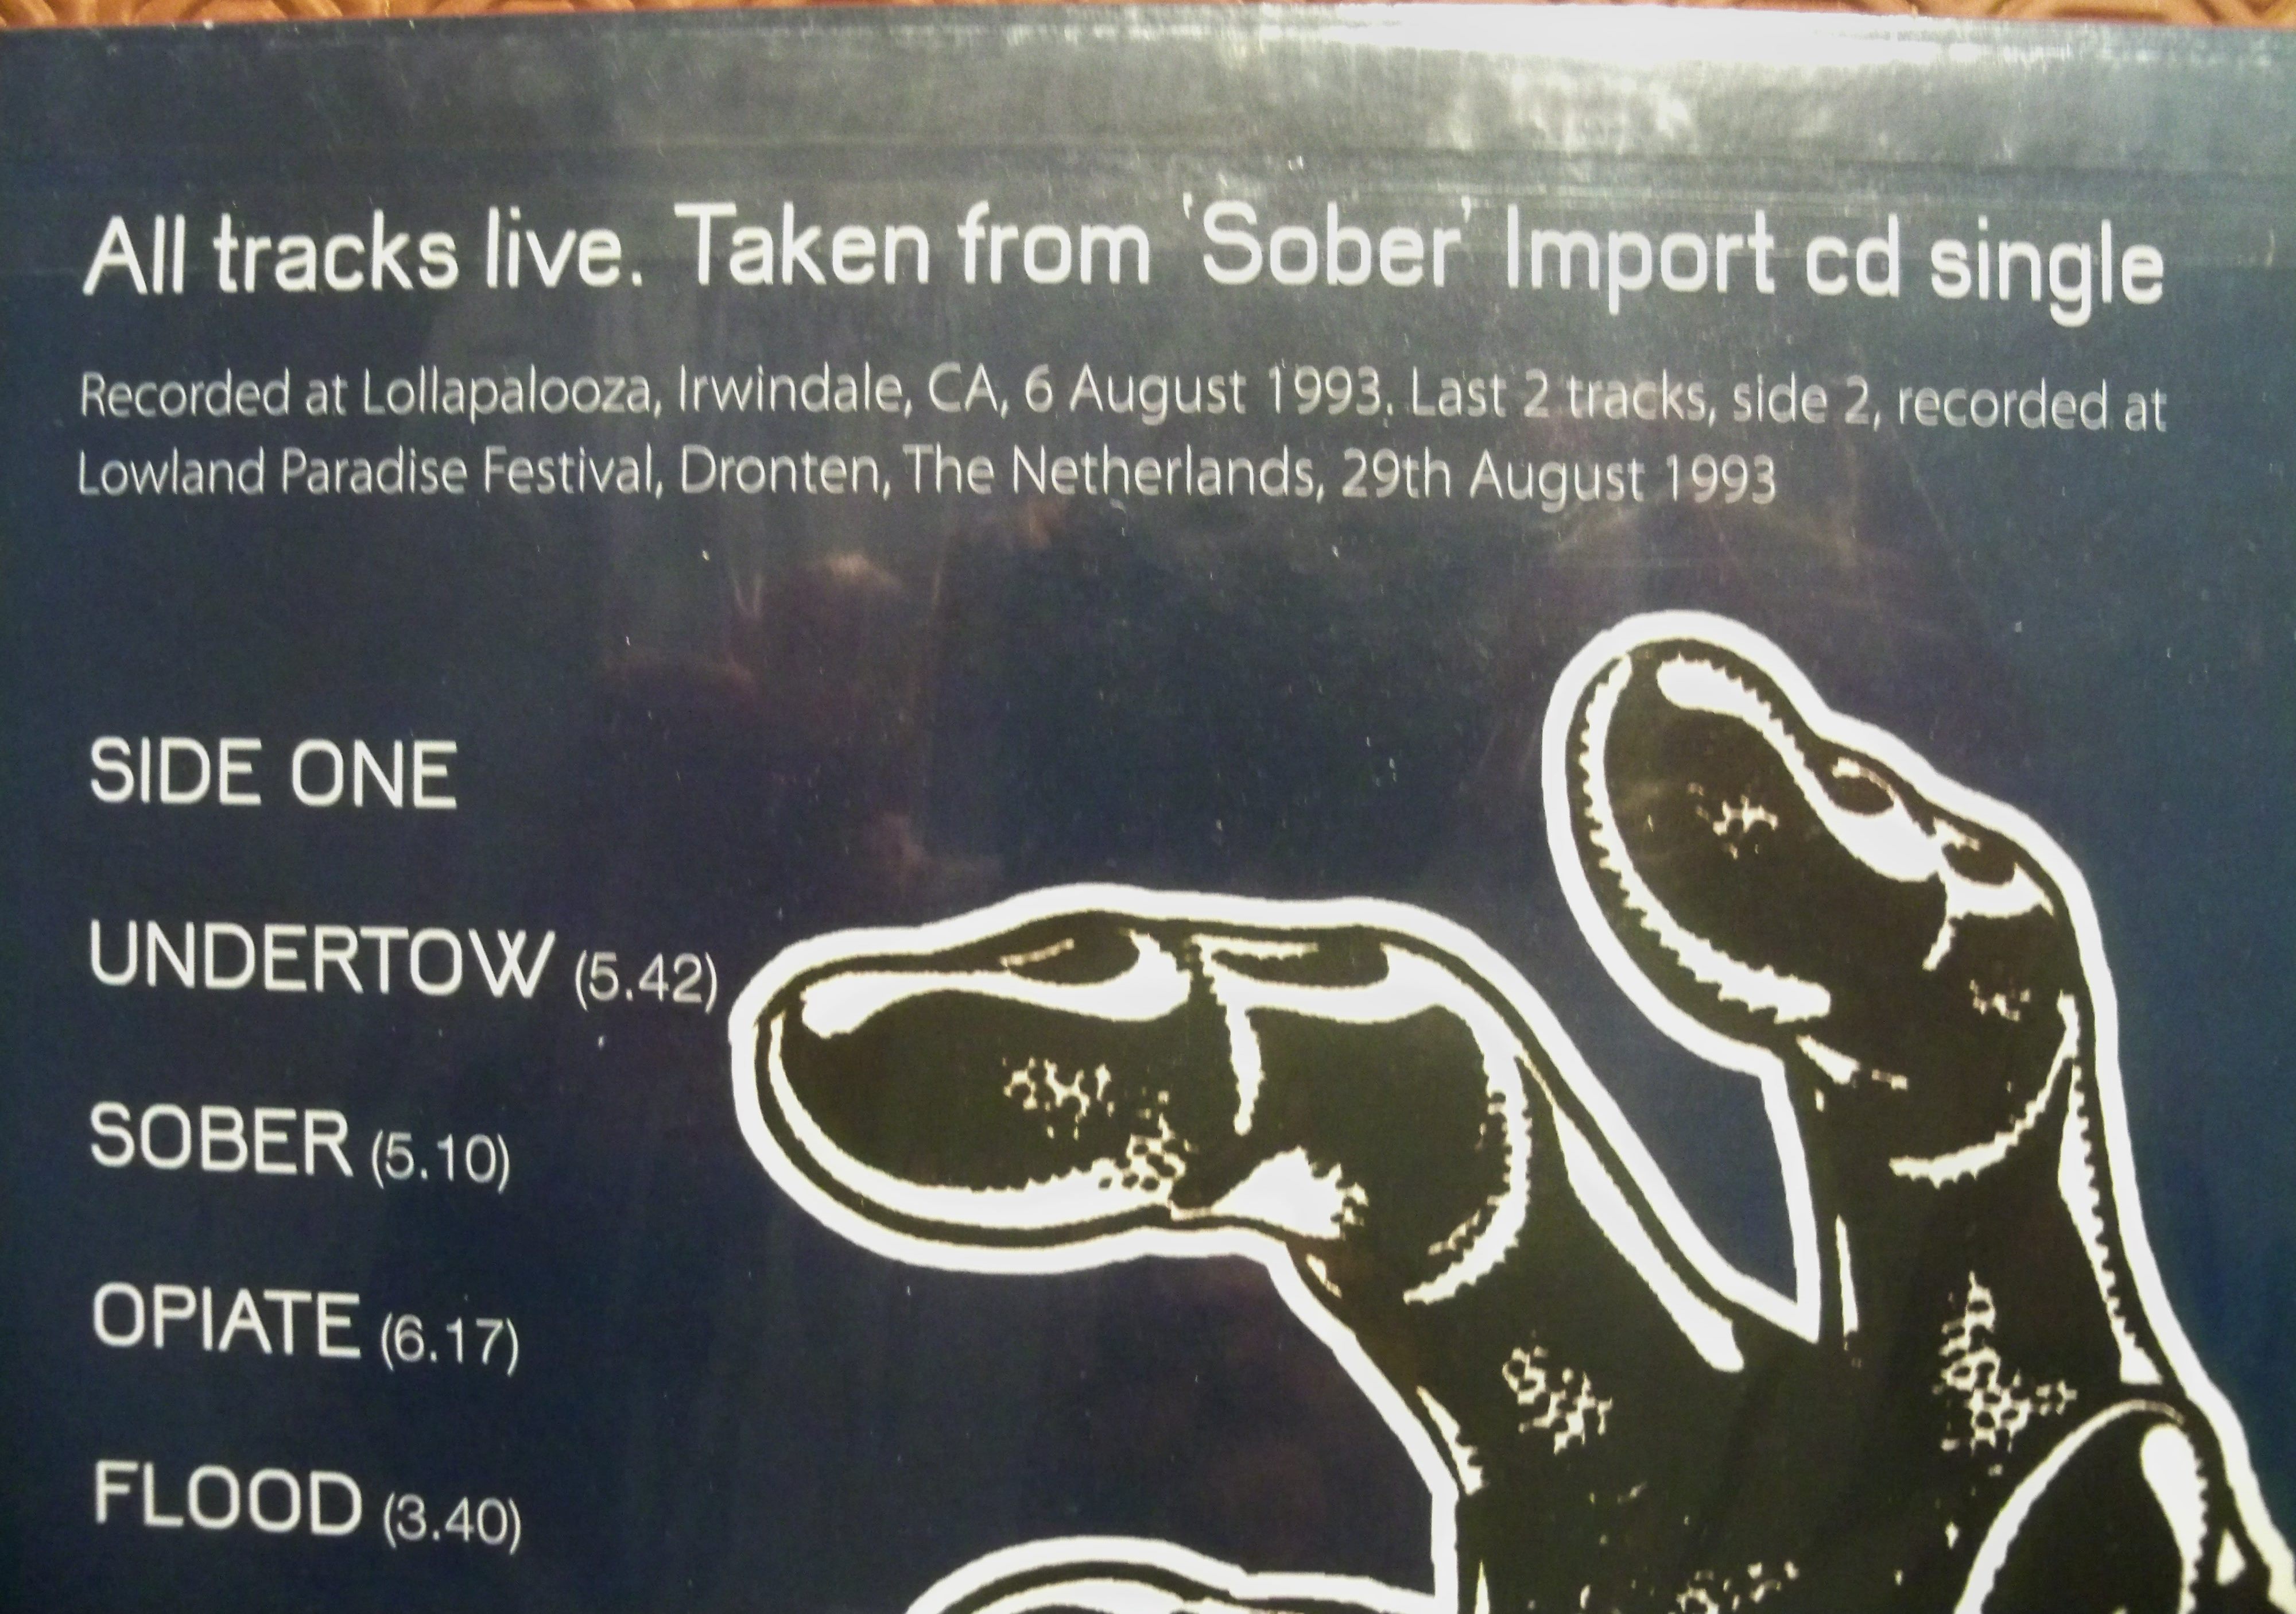 All tracks live. Taken from 'Sober' Import cd single
Recorded at Lollapalooza, Irwindale, CA, 6 August 1993. Last 2 tracks, side 2, recorded at
Lowland Paradise Festival, Dronten, The Netherlands, 29th August 1993
SIDE ONE
UNDERTOW (5.42)
SOBER (5.10)
OPIATE (6.17)
FLOOD (3.40)